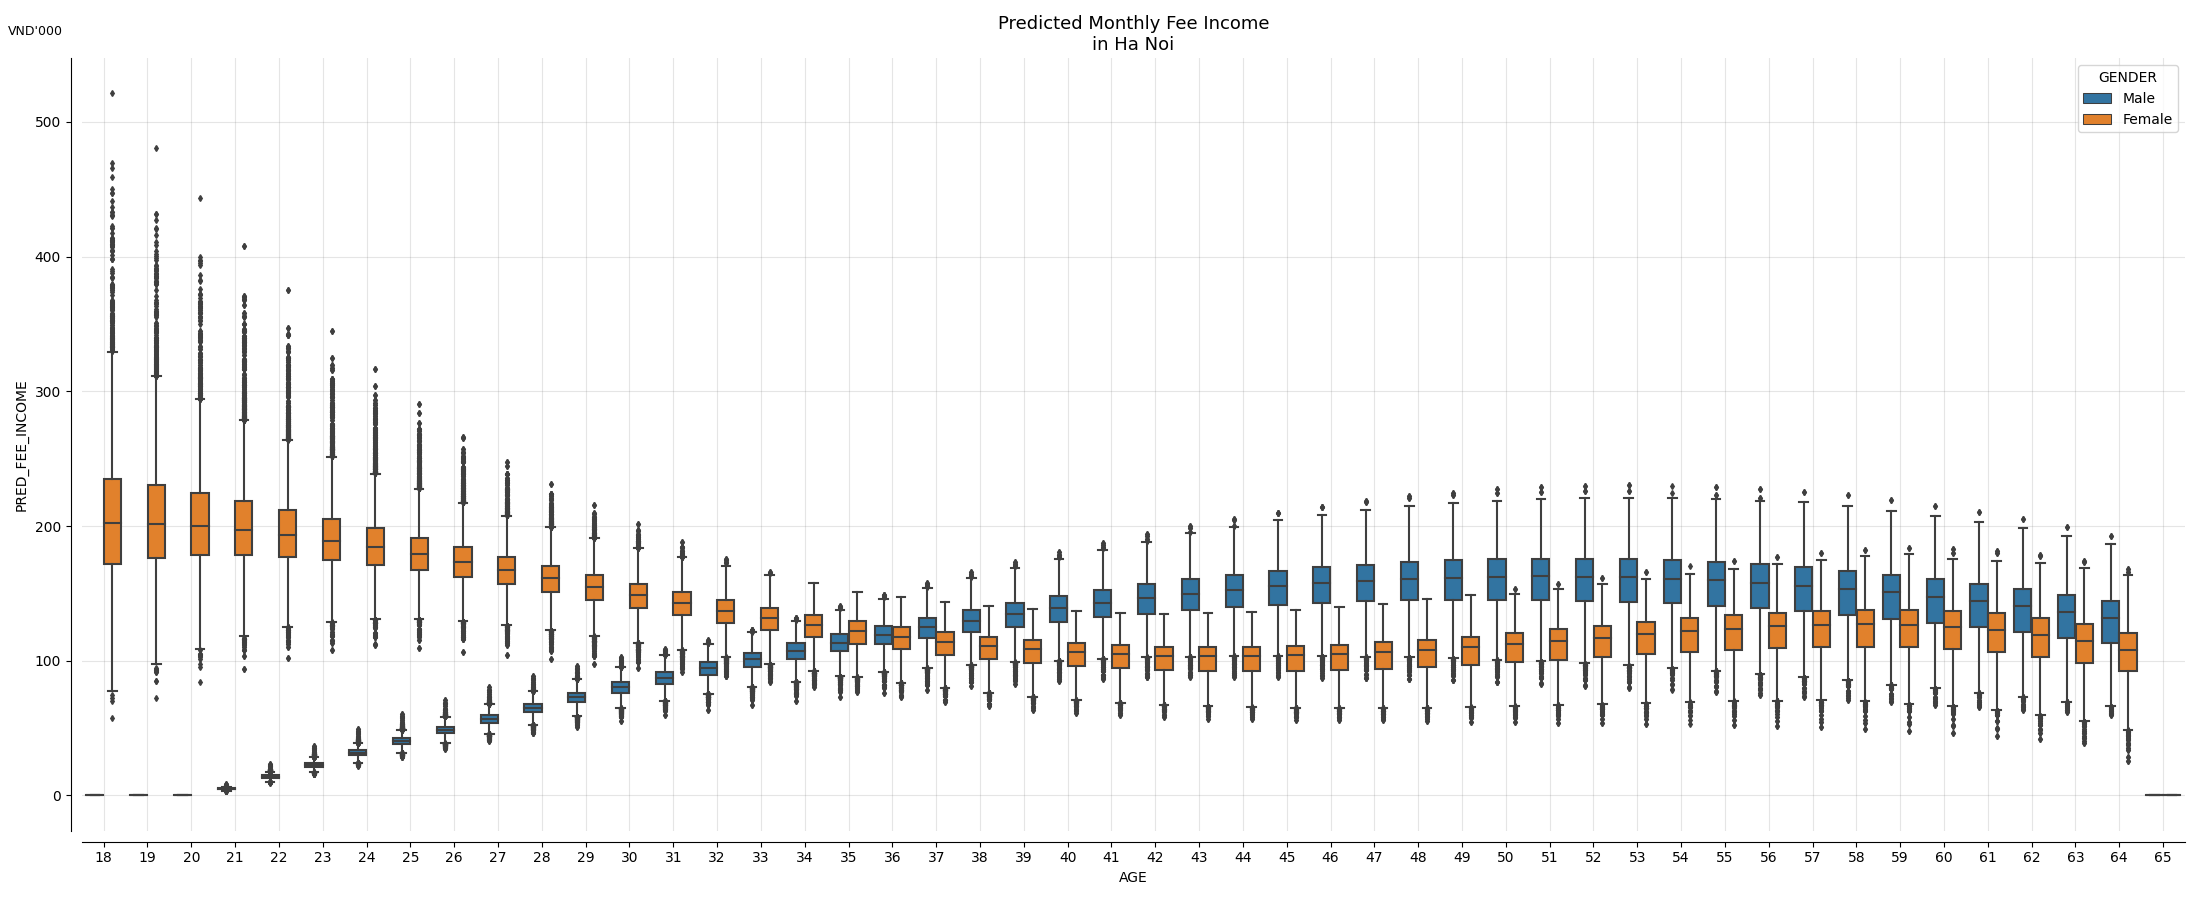 Predicted Monthly Fee Income
in Ha Noi
VND'000
GENDER
Male
Female
500
400
300
200
100
0
PRED_FEE_INCOME
18 19 20 21 22 23 24 25 26 27 28 29 30 31 32 33 34 35 36 37 38 39 40 41 42 43 44 45 46 47 48 49 50 51 52 53 54 55 56 57 58 59 60 61 62 63 64 65
AGE